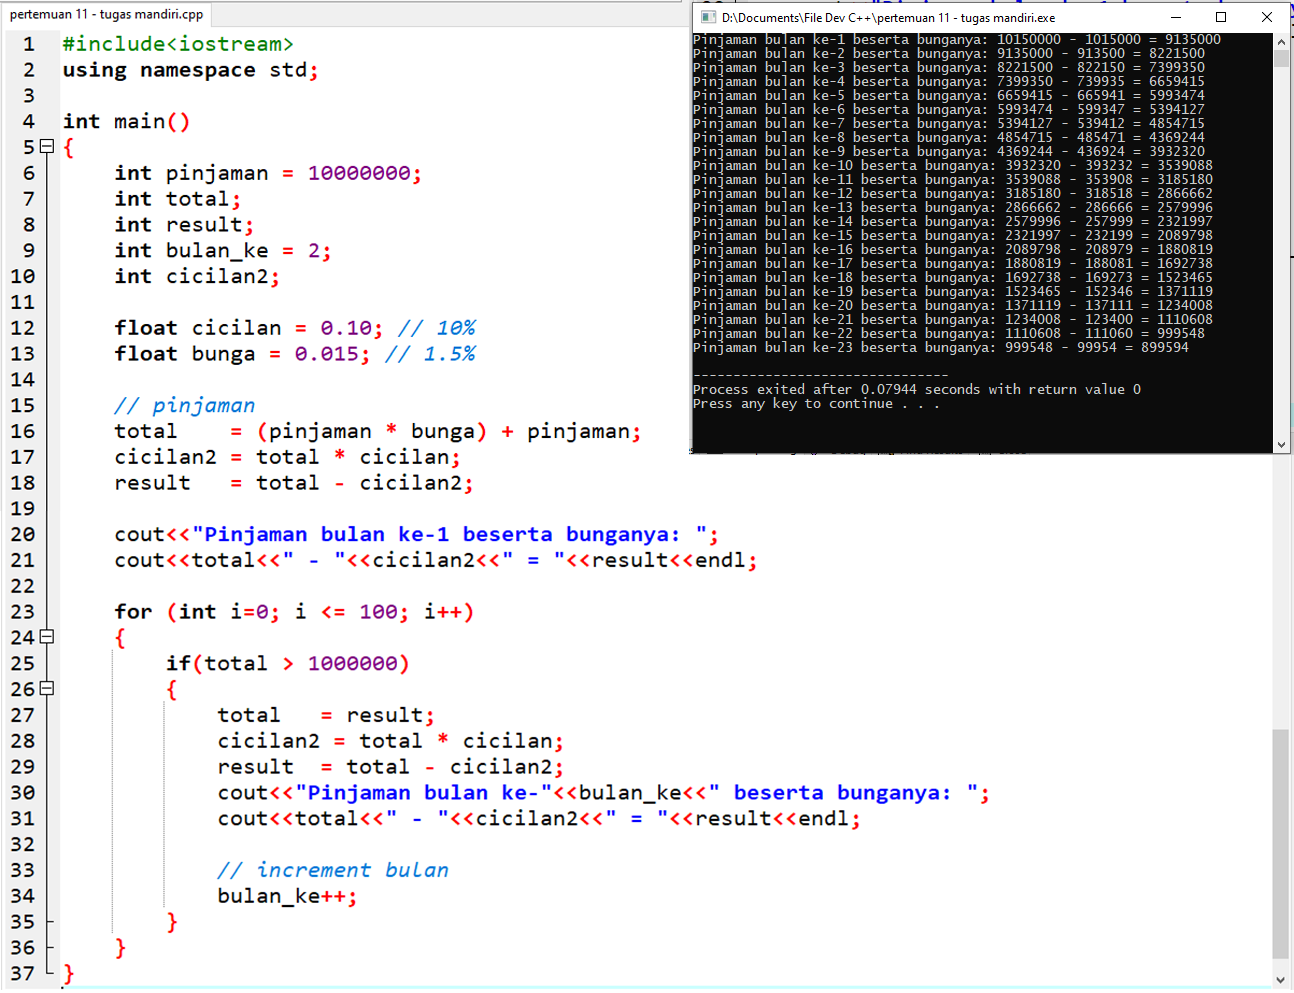 pertemuan 11 - tugas mandiri.cpp
1 #include<iostream>
2 using namespace std;
3
4 int main()
5 {
6 int pinjaman = 10000000;
7 int total;
8 int result;
9 int bulan_ke = 2;
10 int cicilan2;
11
12 float cicilan = 0.10; // 10%
13 float bunga = 0.015; // 1.5%
14
15 // pinjaman
16 total    = (pinjaman * bunga) + pinjaman;
17 cicilan2 = total * cicilan;
18 result   = total - cicilan2;
19
20 cout<<"Pinjaman bulan ke-1 beserta bunganya: ";
21 cout<<total<<" - "<<cicilan2<<" = "<<result<<endl;
22
23 for (int i=0; i <= 100; i++)
24 {
25 if(total > 1000000)
26 {
27 total   = result;
28 cicilan2 = total * cicilan;
29 result  = total - cicilan2;
30 cout<<"Pinjaman bulan ke-"<<bulan_ke<<" beserta bunganya: ";
31 cout<<total<<" - "<<cicilan2<<" = "<<result<<endl;
32
33 // increment bulan
34 bulan_ke++;
35 }
36 }
37 }
D:\Documents\File Dev C++\pertemuan 11 - tugas mandiri.exe
Pinjaman bulan ke-1 beserta bunganya: 10150000 - 1015000 = 9135000
Pinjaman bulan ke-2 beserta bunganya: 9135000 - 913500 = 8221500
Pinjaman bulan ke-3 beserta bunganya: 8221500 - 822150 = 7399350
Pinjaman bulan ke-4 beserta bunganya: 7399350 - 739935 = 6659415
Pinjaman bulan ke-5 beserta bunganya: 6659415 - 665941 = 5993474
Pinjaman bulan ke-6 beserta bunganya: 5993474 - 599347 = 5394127
Pinjaman bulan ke-7 beserta bunganya: 5394127 - 539412 = 4854715
Pinjaman bulan ke-8 beserta bunganya: 4854715 - 485471 = 4369244
Pinjaman bulan ke-9 beserta bunganya: 4369244 - 436924 = 3932320
Pinjaman bulan ke-10 beserta bunganya: 3932320 - 393232 = 3539088
Pinjaman bulan ke-11 beserta bunganya: 3539088 - 353908 = 3185180
Pinjaman bulan ke-12 beserta bunganya: 3185180 - 318518 = 2866662
Pinjaman bulan ke-13 beserta bunganya: 2866662 - 286666 = 2579996
Pinjaman bulan ke-14 beserta bunganya: 2579996 - 257999 = 2321997
Pinjaman bulan ke-15 beserta bunganya: 2321997 - 232199 = 2089798
Pinjaman bulan ke-16 beserta bunganya: 2089798 - 208979 = 1880819
Pinjaman bulan ke-17 beserta bunganya: 1880819 - 188081 = 1692738
Pinjaman bulan ke-18 beserta bunganya: 1692738 - 169273 = 1523465
Pinjaman bulan ke-19 beserta bunganya: 1523465 - 152346 = 1371119
Pinjaman bulan ke-20 beserta bunganya: 1371119 - 137111 = 1234008
Pinjaman bulan ke-21 beserta bunganya: 1234008 - 123400 = 1110608
Pinjaman bulan ke-22 beserta bunganya: 1110608 - 111060 = 999548
Pinjaman bulan ke-23 beserta bunganya: 999548 - 99954 = 899594
--------------------------------
Process exited after 0.07944 seconds with return value 0
Press any key to continue . . .